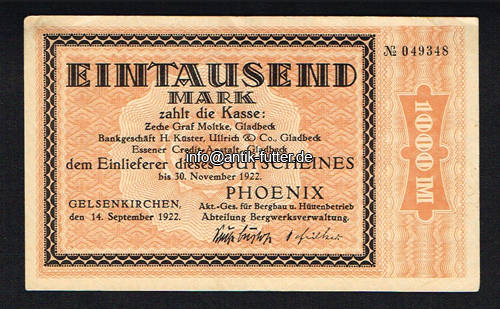 № 049348
EINTAUSEND
MARK
zahlt die Kasse:
Zeche Graf Moltke, Gladbeck
Bankgeschäft H. Küster, Ullrich & Co., Gladbeck
Essener Credit-Anstalt, Gladbeck
info@antik-futter.de
dem Einlieferer dieses GUTSCHEINES
bis 30. November 1922.
PHOENIX
GELSENKIRCHEN,
den 14. September 1922.
Akt.-Ges. für Bergbau u. Hüttenbetrieb
Abteilung Bergwerksverwaltung.
1000 M